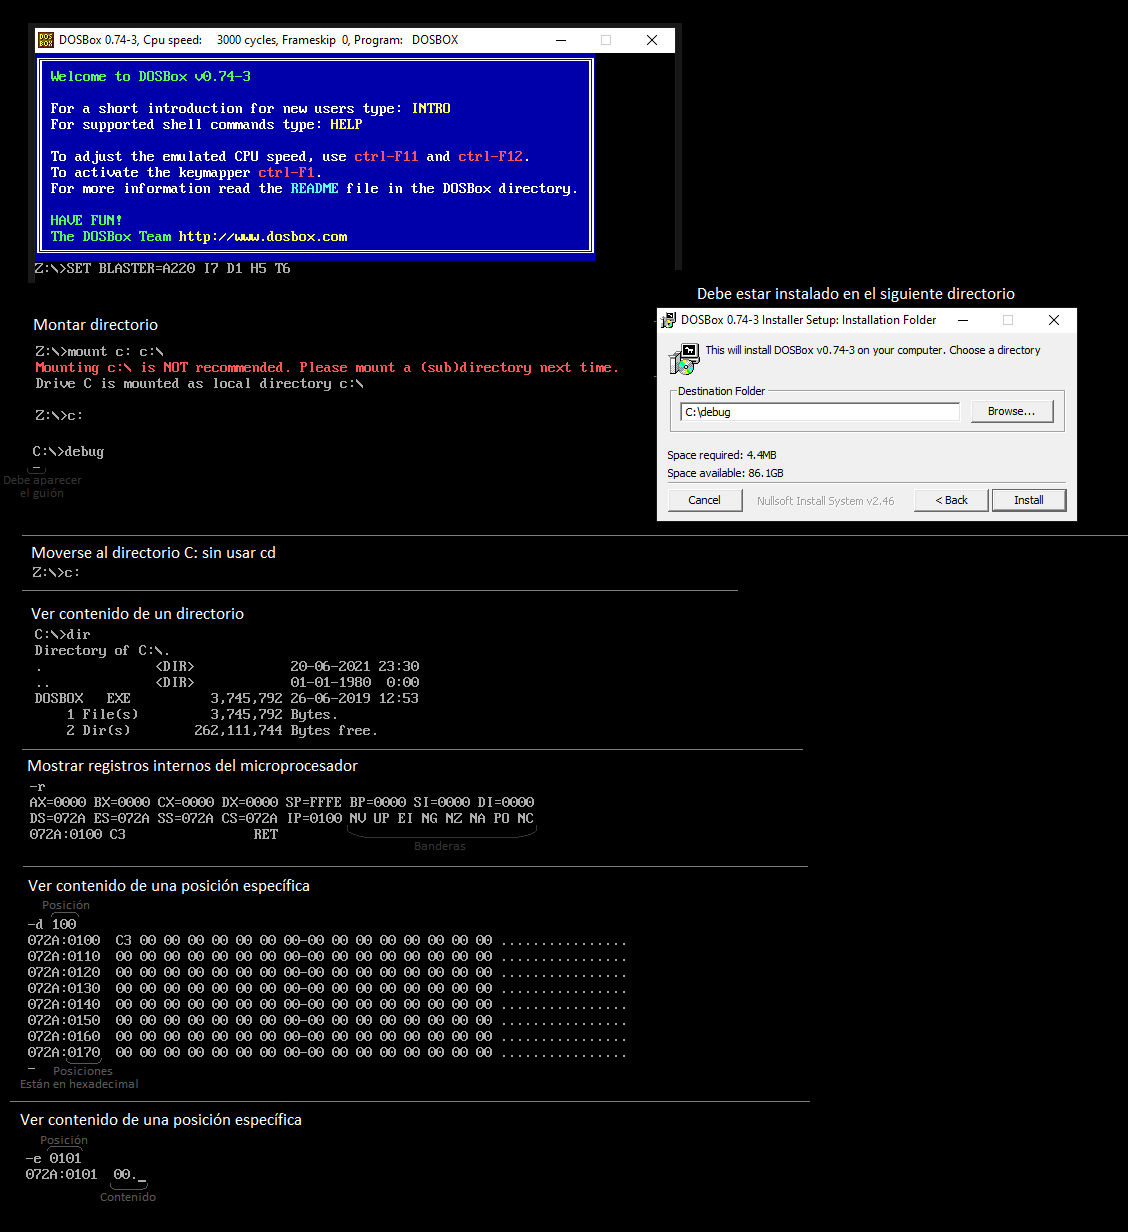 DOSBox 0.74-3, Cpu speed: 3000 cycles, Frameskip 0, Program: DOSBOX
Welcome to DOSBox v0.74-3
For a short introduction for new users type: INTRO
For supported shell commands type: HELP
To adjust the emulated CPU speed, use ctrl-F11 and ctrl-F12.
To activate the keymapper ctrl-F1.
For more information read the README file in the DOSBox directory.
HAVE FUN!
The DOSBox Team http://www.dosbox.com
Z:\>SET BLASTER=A220 I7 D1 H5 T6
Debe estar instalado en el siguiente directorio
DOSBox 0.74-3 Installer Setup: Installation Folder
This will install DOSBox v0.74-3 on your computer. Choose a directory
Destination Folder
C:\debug
Browse...
Space required: 4.4MB
Space available: 86.1GB
Cancel
Nullsoft Install System v2.46
< Back
Install
Montar directorio
Z:\>mount c: c:\
Mounting c:\ is NOT recommended. Please mount a (sub)directory next time.
Drive C is mounted as local directory c:\
Z:\>c:
C:\>debug
-
Debe aparecer
el guión
Moverse al directorio C: sin usar cd
Z:\>c:
Ver contenido de un directorio
C:\>dir
Directory of C:\.
. <DIR> 20-06-2021 23:30
.. <DIR> 01-01-1980 0:00
DOSBOX EXE 3,745,792 26-06-2019 12:53
1 File(s) 3,745,792 Bytes.
2 Dir(s) 262,111,744 Bytes free.
Mostrar registros internos del microprocesador
-r
AX=0000 BX=0000 CX=0000 DX=0000 SP=FFFE BP=0000 SI=0000 DI=0000
DS=072A ES=072A SS=072A CS=072A IP=0100 NV UP EI NG NZ NA PO NC
072A:0100 C3 RET
Banderas
Ver contenido de una posición específica
Posición
-d 100
072A:0100 C3 00 00 00 00 00 00 00-00 00 00 00 00 00 00 00 ................
072A:0110 00 00 00 00 00 00 00 00-00 00 00 00 00 00 00 00 ................
072A:0120 00 00 00 00 00 00 00 00-00 00 00 00 00 00 00 00 ................
072A:0130 00 00 00 00 00 00 00 00-00 00 00 00 00 00 00 00 ................
072A:0140 00 00 00 00 00 00 00 00-00 00 00 00 00 00 00 00 ................
072A:0150 00 00 00 00 00 00 00 00-00 00 00 00 00 00 00 00 ................
072A:0160 00 00 00 00 00 00 00 00-00 00 00 00 00 00 00 00 ................
072A:0170 00 00 00 00 00 00 00 00-00 00 00 00 00 00 00 00 ................
-
Posiciones
Están en hexadecimal
Ver contenido de una posición específica
Posición
-e 0101
072A:0101 00._
Contenido